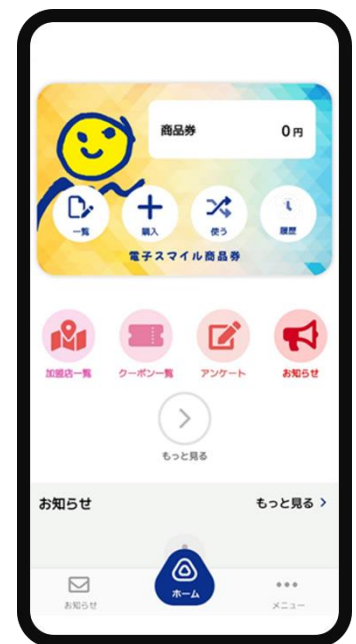 商品券 0円
一覧 購入 使う 履歴
電子スマイル商品券
加盟店一覧 クーポン一覧 アンケート お知らせ
もっと見る
お知らせ もっと見る
ホーム
お知らせ メニュー